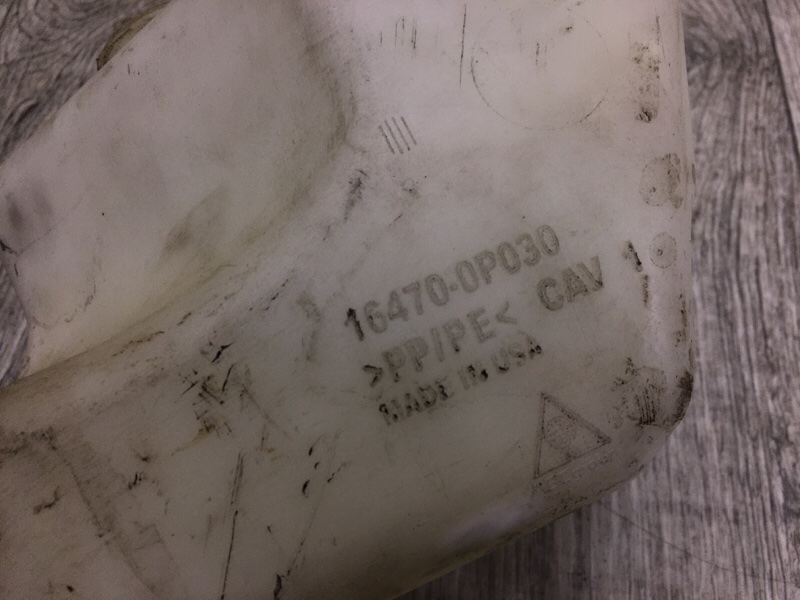 16470-0P030
>PP/PE< CAV 1
MADE IN USA